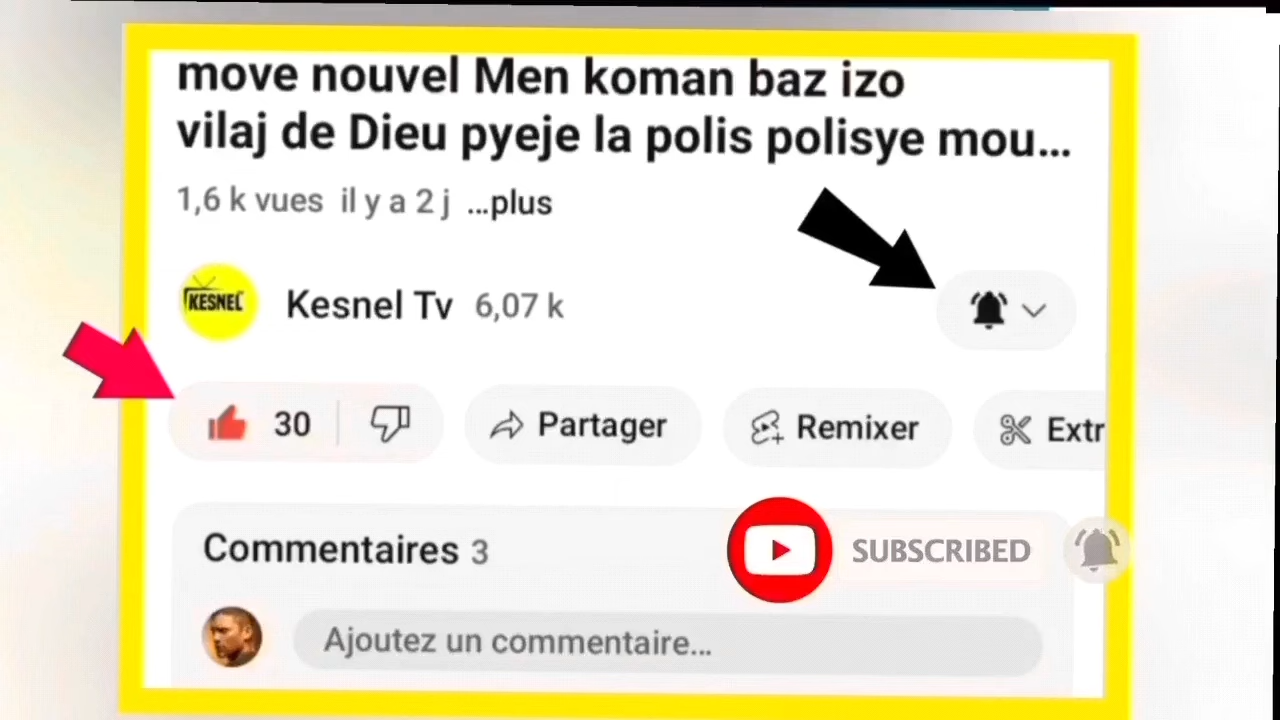 move nouvel Men koman baz izo
vilaj de Dieu pyeje la polis polisye mou...
1,6 k vues il y a 2 j ...plus
KESNEL
Kesnel Tv 6,07 k
30 Partager Remixer Extr
Commentaires 3
SUBSCRIBED
Ajoutez un commentaire...